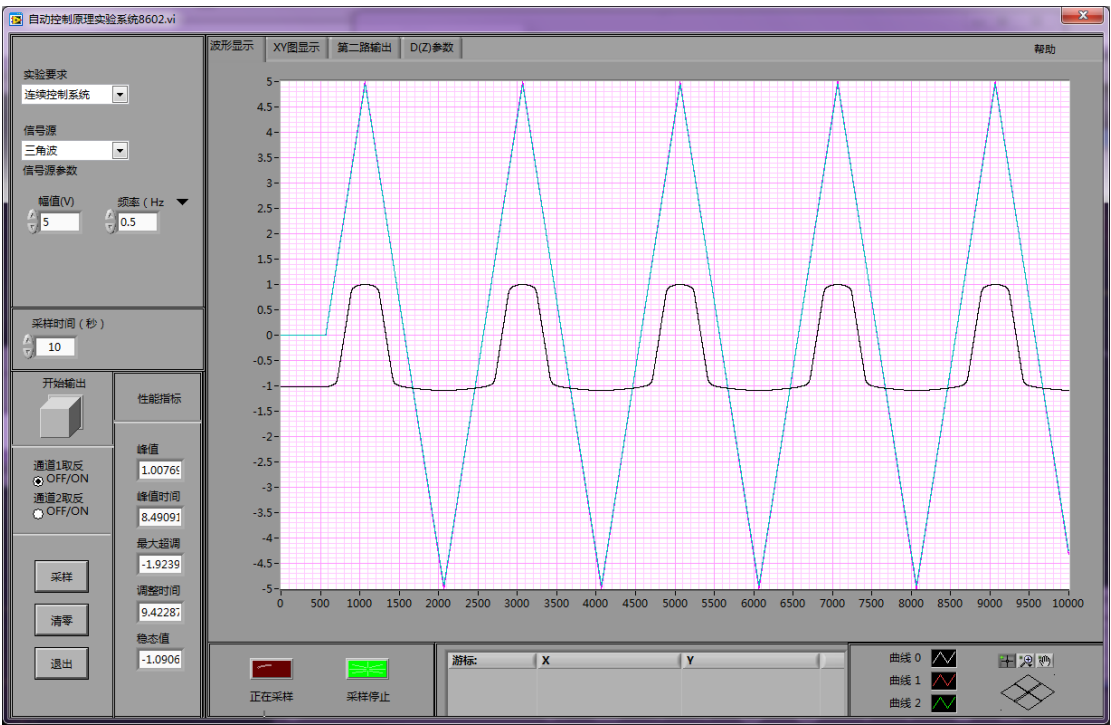 自动控制原理实验系统8602.vi
实验要求
连续控制系统
信号源
三角波
信号源参数
幅值(V)
频率（Hz
5
0.5
采样时间（秒）
10
开始输出
性能指标
通道1取反
OFF/ON
通道2取反
OFF/ON
采样
清零
退出
峰值
1.0076
峰值时间
8.49091
最大超调
-1.9239
调整时间
9.42287
稳态值
-1.0906
波形显示
XY图显示
第二路输出
D(Z)参数
帮助
5
4.5
4
3.5
3
2.5
2
1.5
1
0.5
0
-0.5
-1
-1.5
-2
-2.5
-3
-3.5
-4
-4.5
-5
0 500 1000 1500 2000 2500 3000 3500 4000 4500 5000 5500 6000 6500 7000 7500 8000 8500 9000 9500 10000
正在采样
采样停止
游标:
X
Y
曲线 0
曲线 1
曲线 2